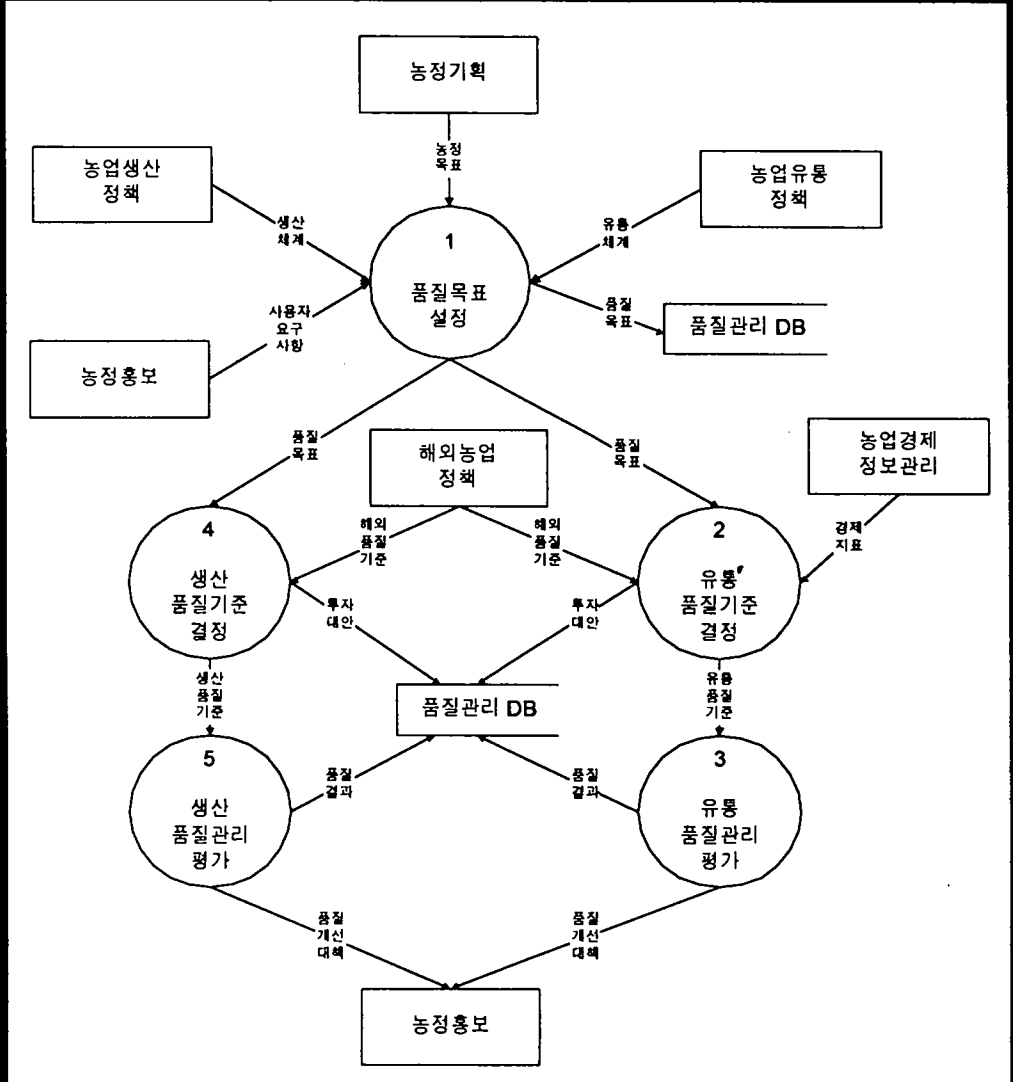 농정기획
농정
목표
농업생산
정책
농업유통
정책
생산
체계
유통
체계
1
품질목표
설정
사용자
요구
사항
품질
목표
품질관리 DB
농정홍보
품질
목표
해외농업
정책
품질
목표
농업경제
정보관리
4
생산
품질기준
결정
해외
품질
기준
해외
품질
기준
2
유통
품질기준
결정
경제
지표
투자
대안
투자
대안
생산
품질
기준
품질관리 DB
유통
품질
기준
5
생산
품질관리
평가
품질
결과
품질
결과
3
유통
품질관리
평가
품질
개선
대책
품질
개선
대책
농정홍보